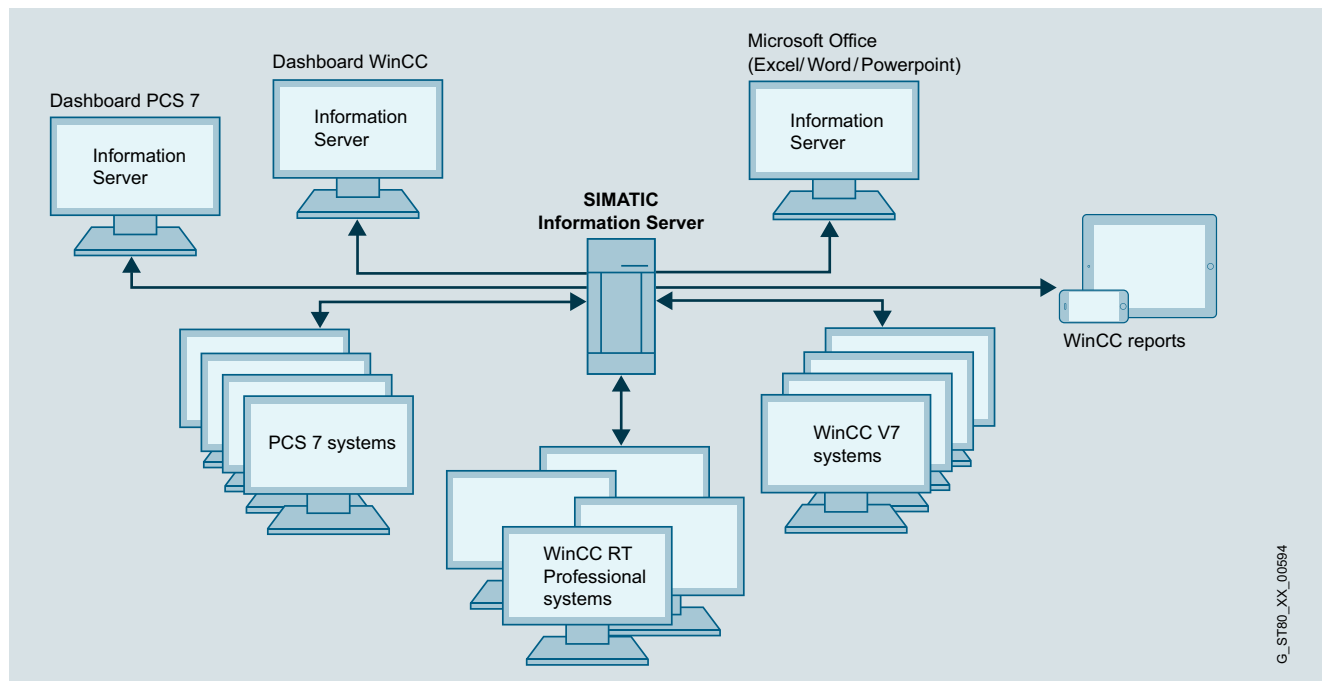 Microsoft Office
(Excel/Word/Powerpoint)
Dashboard WinCC
Dashboard PCS 7
Information
Server
Information
Server
Information
Server
SIMATIC
Information Server
WinCC reports
PCS 7 systems
WinCC V7
systems
WinCC RT
Professional
systems
G_ST80_XX_00594